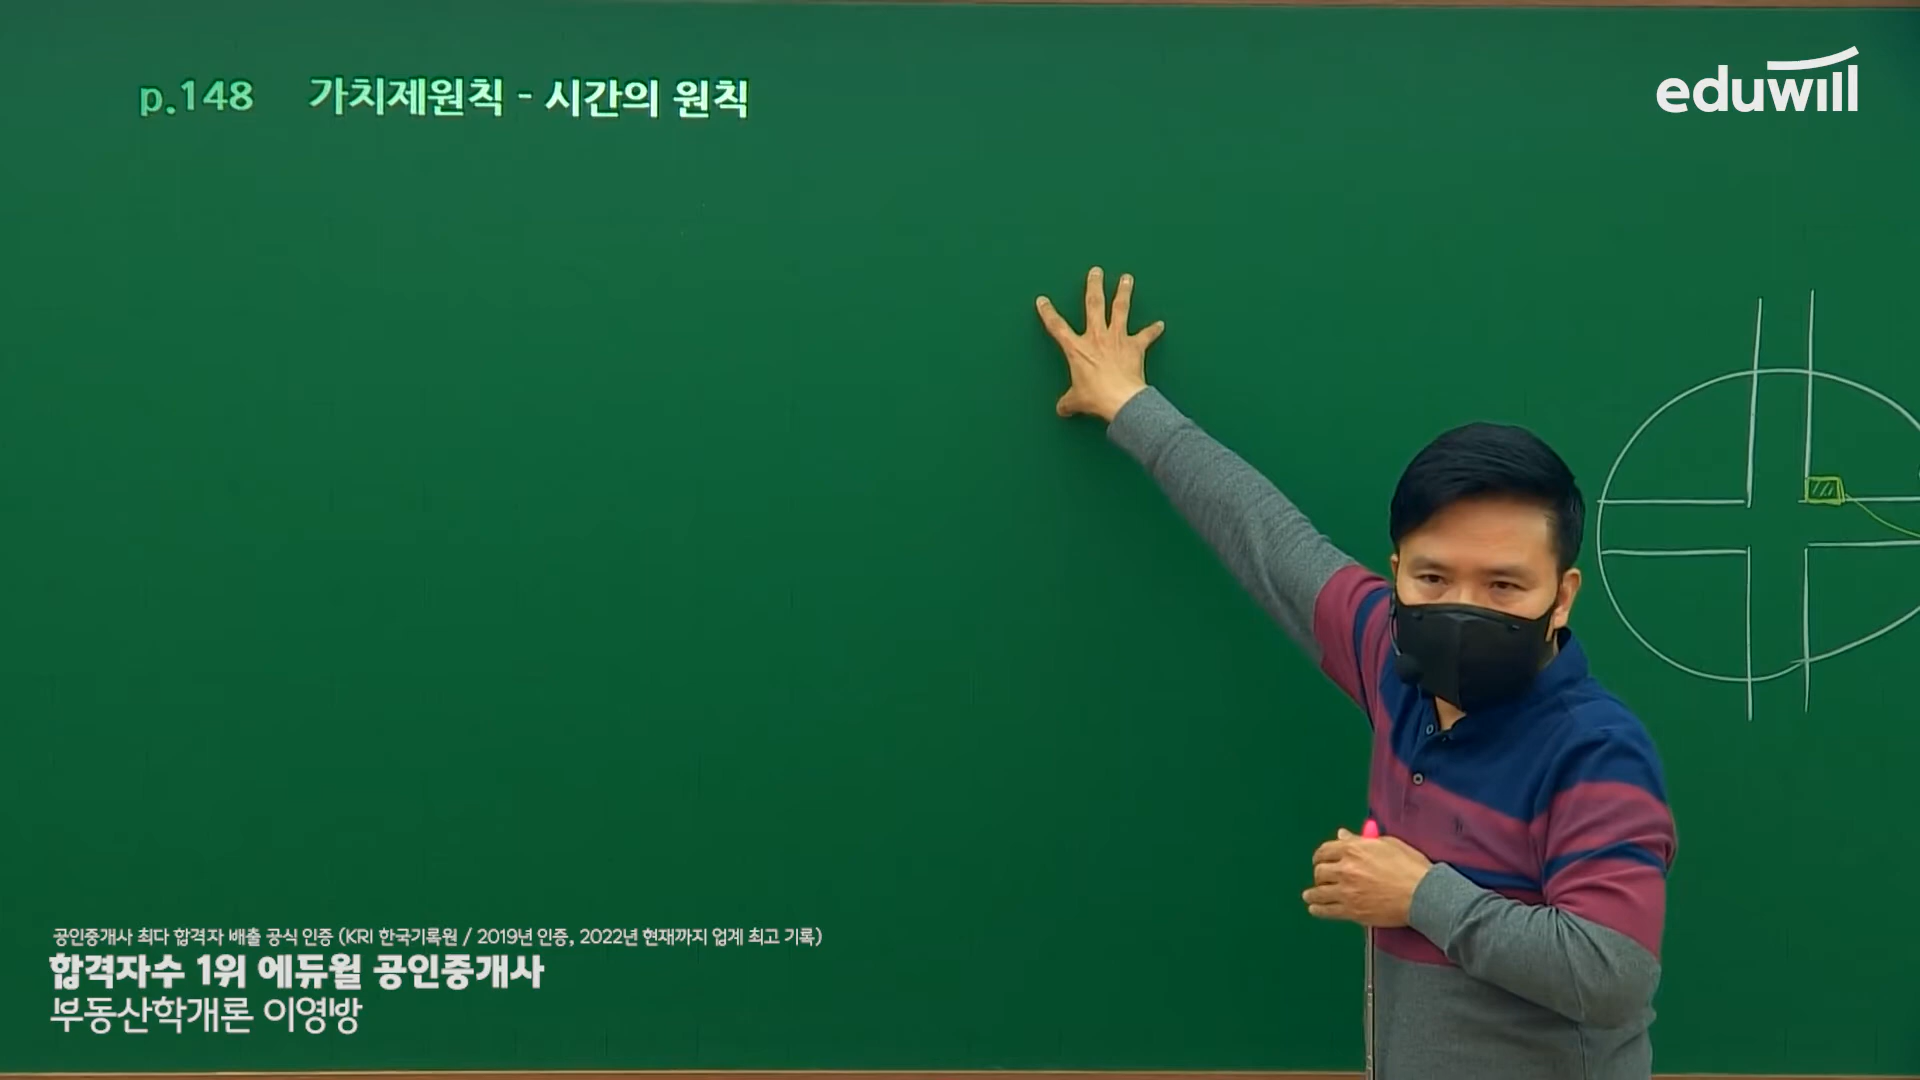 p.148 가치제원칙 - 시간의 원칙
eduwill
공인중개사 최다 합격자 배출 공식 인증 (KRI 한국기록원 / 2019년 인증, 2022년 현재까지 업계 최고 기록)
합격자수 1위 에듀윌 공인중개사
부동산학개론 이영방